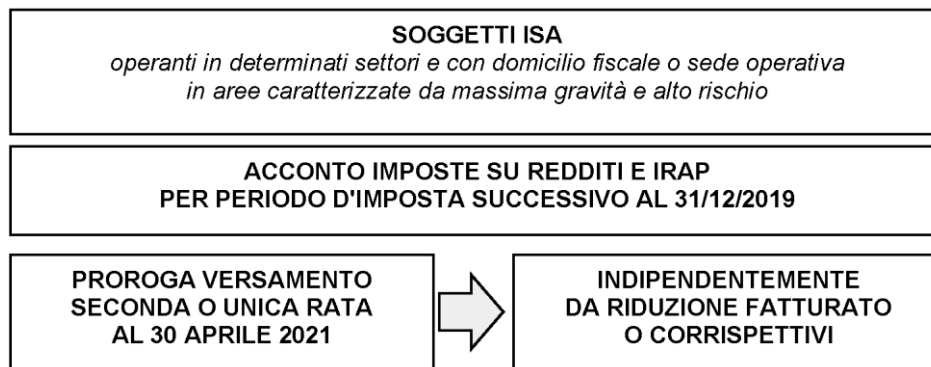 SOGGETTI ISA
operanti in determinati settori e con domicilio fiscale o sede operativa
in aree caratterizzate da massima gravità e alto rischio
ACCONTO IMPOSTE SU REDDITI E IRAP
PER PERIODO D'IMPOSTA SUCCESSIVO AL 31/12/2019
PROROGA VERSAMENTO
SECONDA O UNICA RATA
AL 30 APRILE 2021
INDIPENDENTEMENTE
DA RIDUZIONE FATTURATO
O CORRISPETTIVI